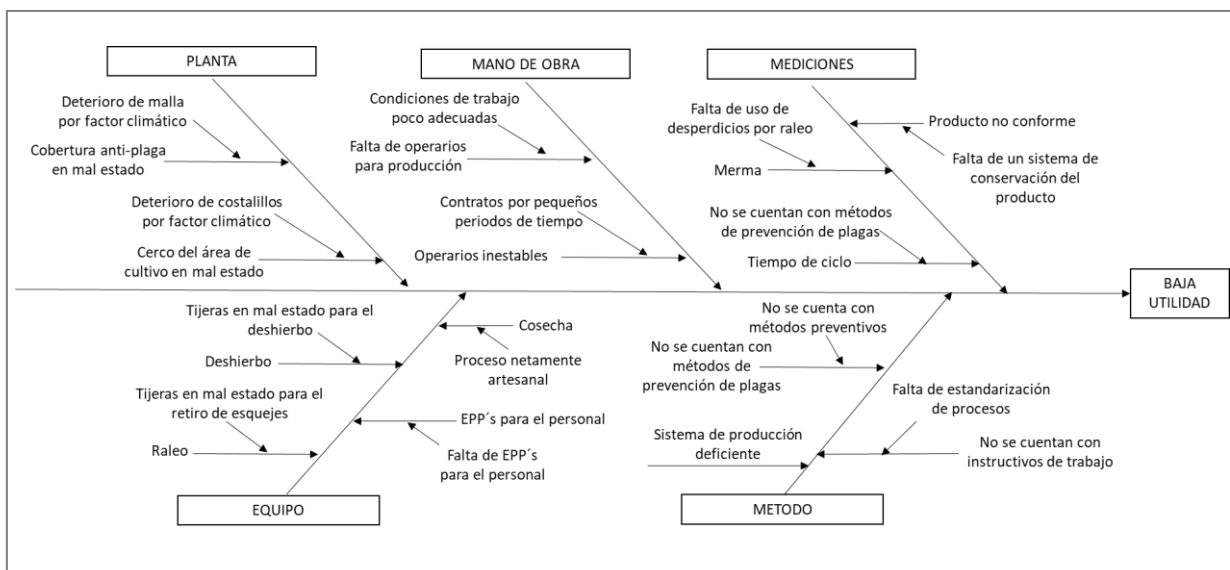 PLANTA
Deterioro de malla
por factor climático
Cobertura anti-plaga
en mal estado
Deterioro de costalillos
por factor climático
Cerco del área de
cultivo en mal estado
MANO DE OBRA
Condiciones de trabajo
poco adecuadas
Falta de operarios
para producción
Contratos por pequeños
periodos de tiempo
Operarios inestables
MEDICIONES
Falta de uso de
desperdicios por raleo
Merma
Producto no conforme
Falta de un sistema de
conservación del
producto
No se cuentan con métodos
de prevención de plagas
Tiempo de ciclo
BAJA
UTILIDAD
Tijeras en mal estado para el
deshierbo
Deshierbo
Cosecha
Proceso netamente
artesanal
Tijeras en mal estado para el
retiro de esquejes
Raleo
EPP´s para el personal
Falta de EPP´s
para el personal
EQUIPO
No se cuenta con
métodos preventivos
No se cuentan con
métodos de
prevención de plagas
Falta de estandarización
de procesos
Sistema de producción
deficiente
No se cuentan con
instructivos de trabajo
METODO